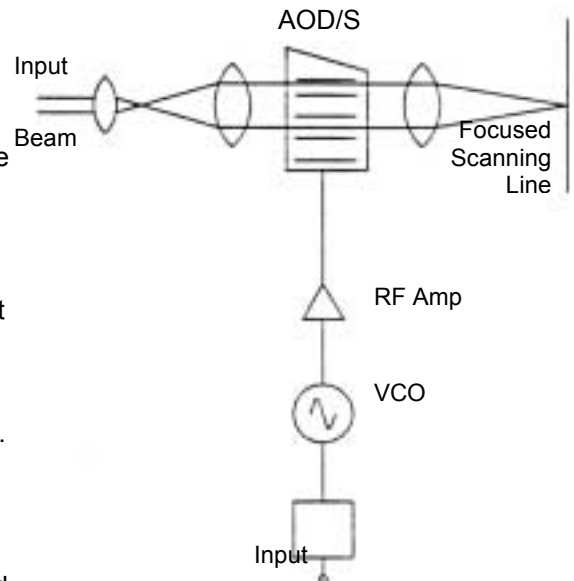 AOD/S
Input
Beam
e
Focused
Scanning
Line
t
RF Amp
VCO
.
Input